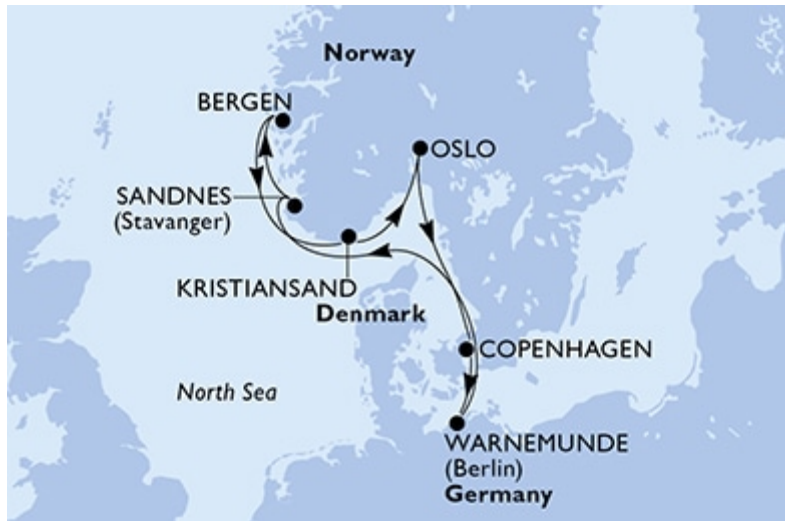 Norway
BERGEN
OSLO
SANDNES
(Stavanger)
KRISTIANSAND
Denmark
COPENHAGEN
North Sea
WARNEMUNDE
(Berlin)
Germany